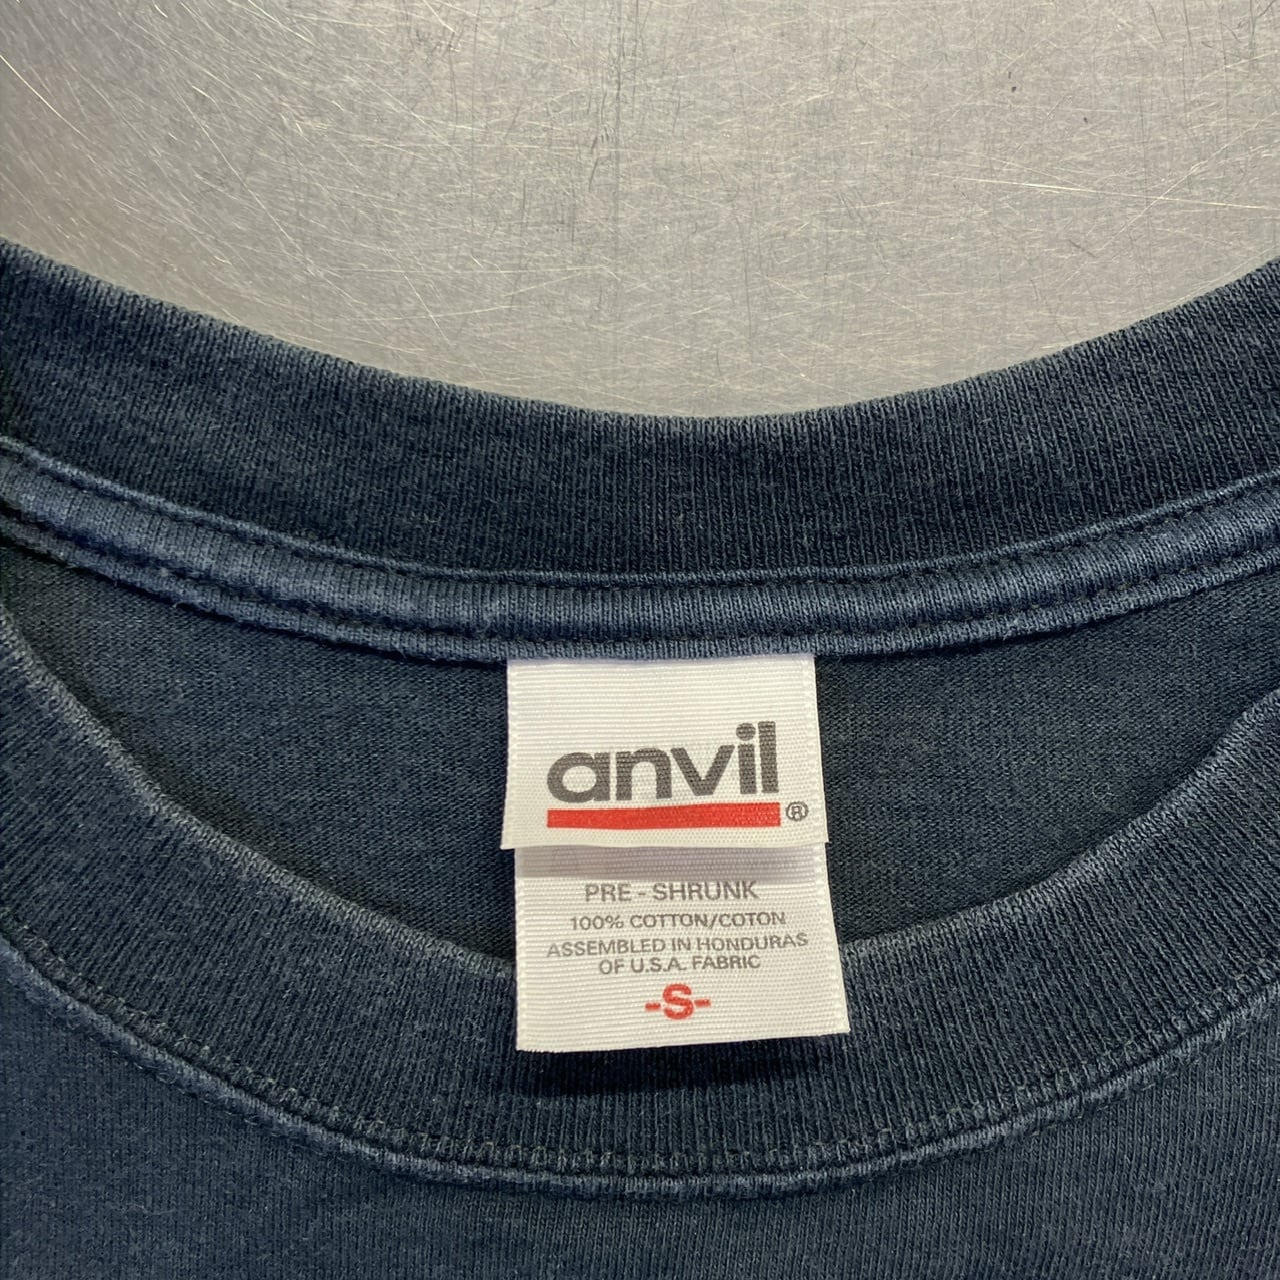 anvil®
PRE - SHRUNK
100% COTTON/COTON
ASSEMBLED IN HONDURAS
OF U.S.A. FABRIC
-S-